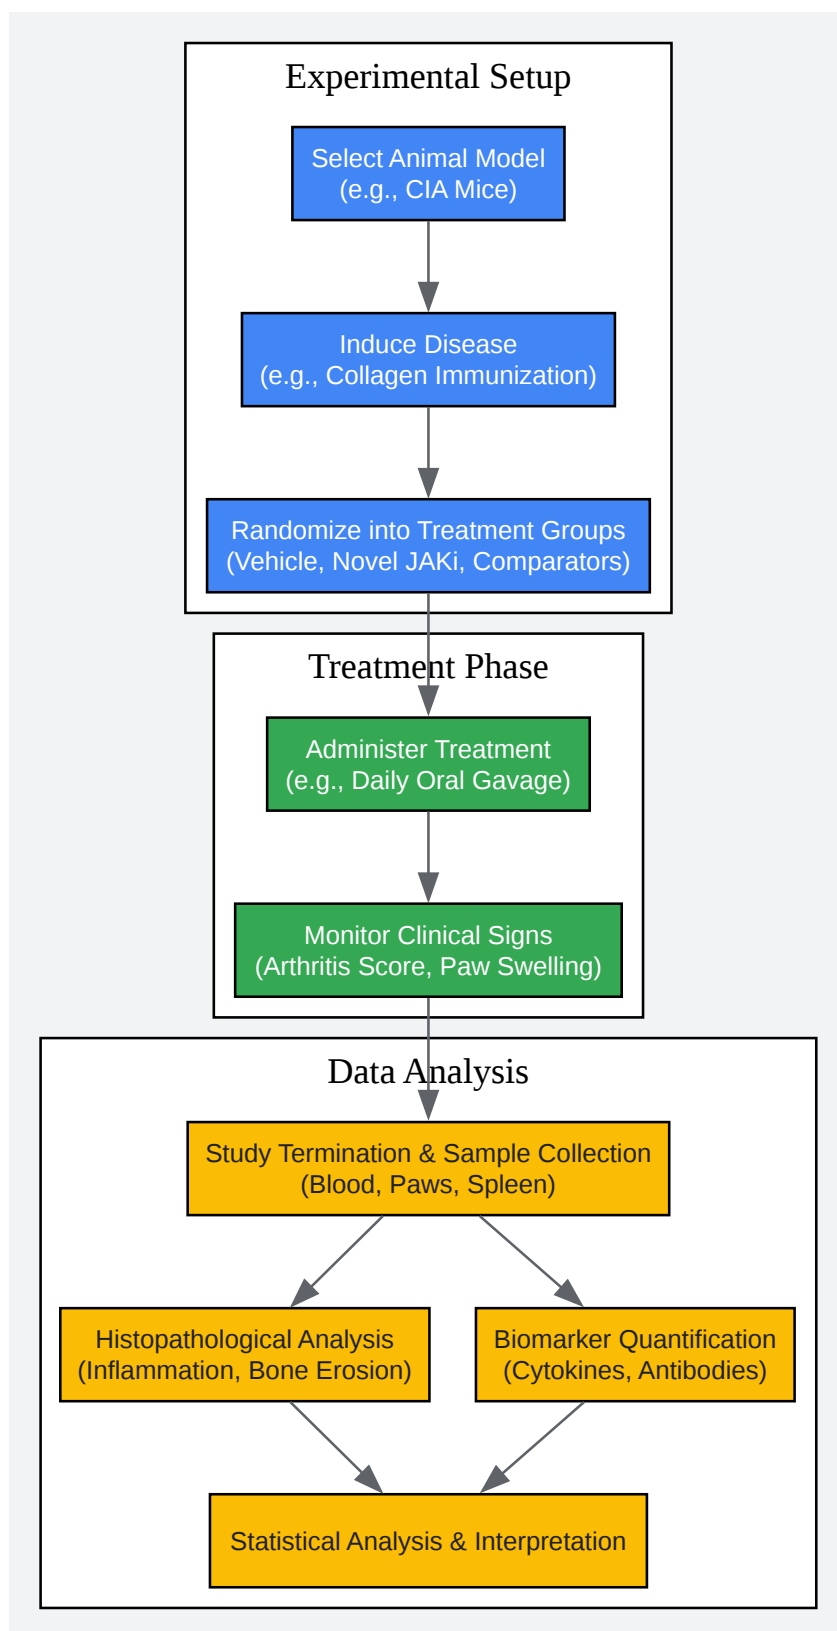 Experimental Setup
Select Animal Model
(e.g., CIA Mice)
Induce Disease
(e.g., Collagen Immunization)
Randomize into Treatment Groups
(Vehicle, Novel JAKi, Comparators)
Treatment Phase
Administer Treatment
(e.g., Daily Oral Gavage)
Monitor Clinical Signs
(Arthritis Score, Paw Swelling)
Data Analysis
Study Termination & Sample Collection
(Blood, Paws, Spleen)
Histopathological Analysis
(Inflammation, Bone Erosion)
Biomarker Quantification
(Cytokines, Antibodies)
Statistical Analysis & Interpretation